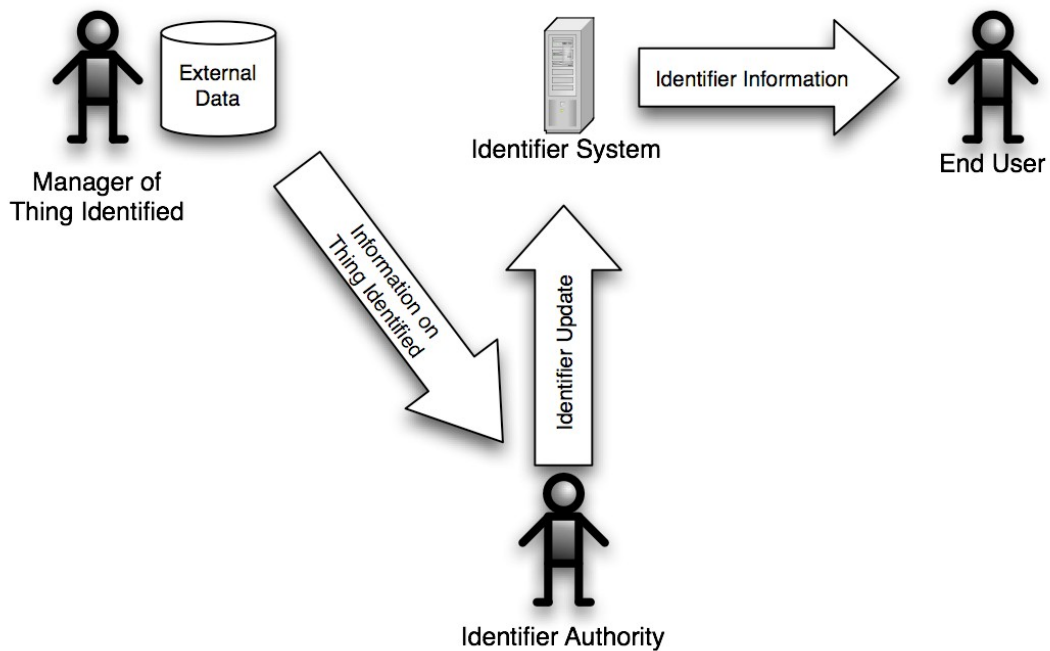 External
Data
Manager of
Thing Identified
Identifier System
Identifier Information
End User
Information on
Thing Identified
Identifier Update
Identifier Authority